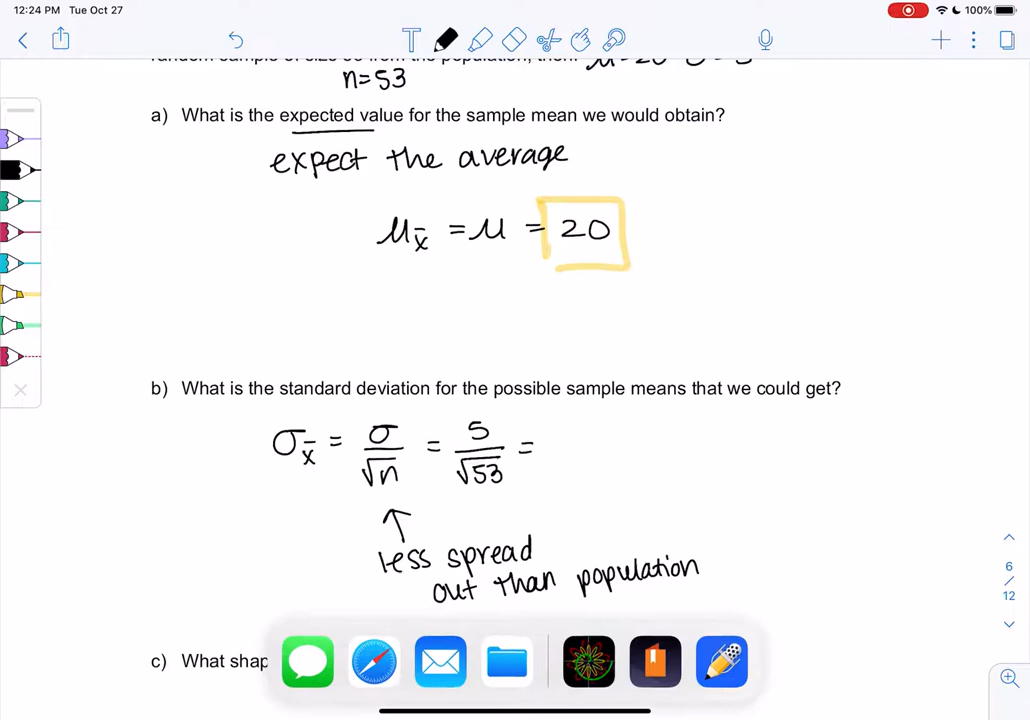 12:24 PM Tue Oct 27
100%
n=53
a) What is the expected value for the sample mean we would obtain?
expect the average
μx̄ = μ = 20
b) What is the standard deviation for the possible sample means that we could get?
σx̄ = σ/√n = 5/√53 =
less spread
out than population
6
/
12
c) What shap